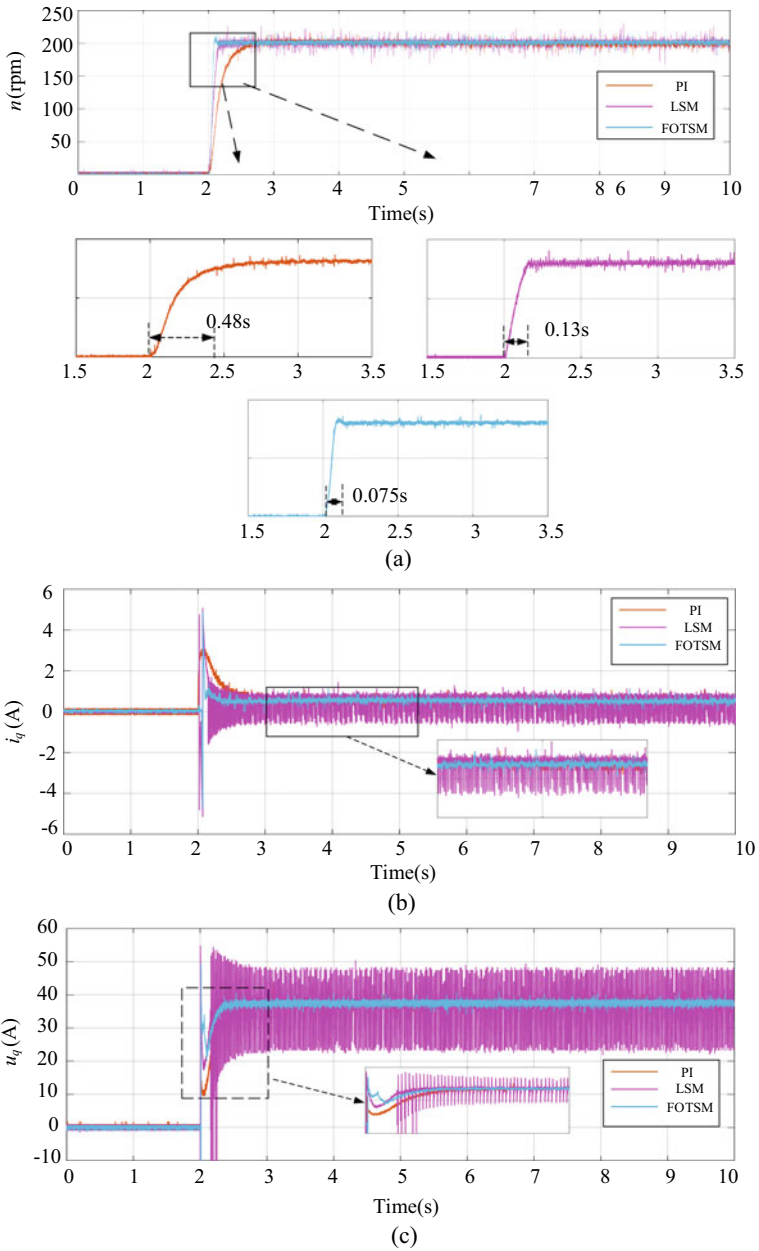 250
200
150
100
50
n(rpm)
PI
LSM
FOTSM
0 1 2 3 4 5 7 8 6 10
Time(s)
0.48s
1.5 2 2.5 3 3.5
0.13s
1.5 2 2.5 3 3.5
0.075s
1.5 2 2.5 3 3.5
(a)
6
4
2
0
-2
-4
-6
iq (A)
PI
LSM
FOTSM
0 1 2 3 4 5 6 7 8 9 10
Time(s)
(b)
60
50
40
30
20
10
0
-10
uq (A)
PI
LSM
FOTSM
0 1 2 3 4 5 6 7 8 9 10
Time(s)
(c)